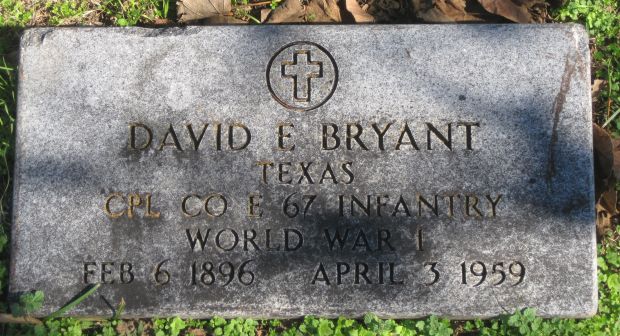 DAVID E BRYANT
TEXAS
CPL CO E 67 INFANTRY
WORLD WAR I
FEB 6 1896 APRIL 3 1959